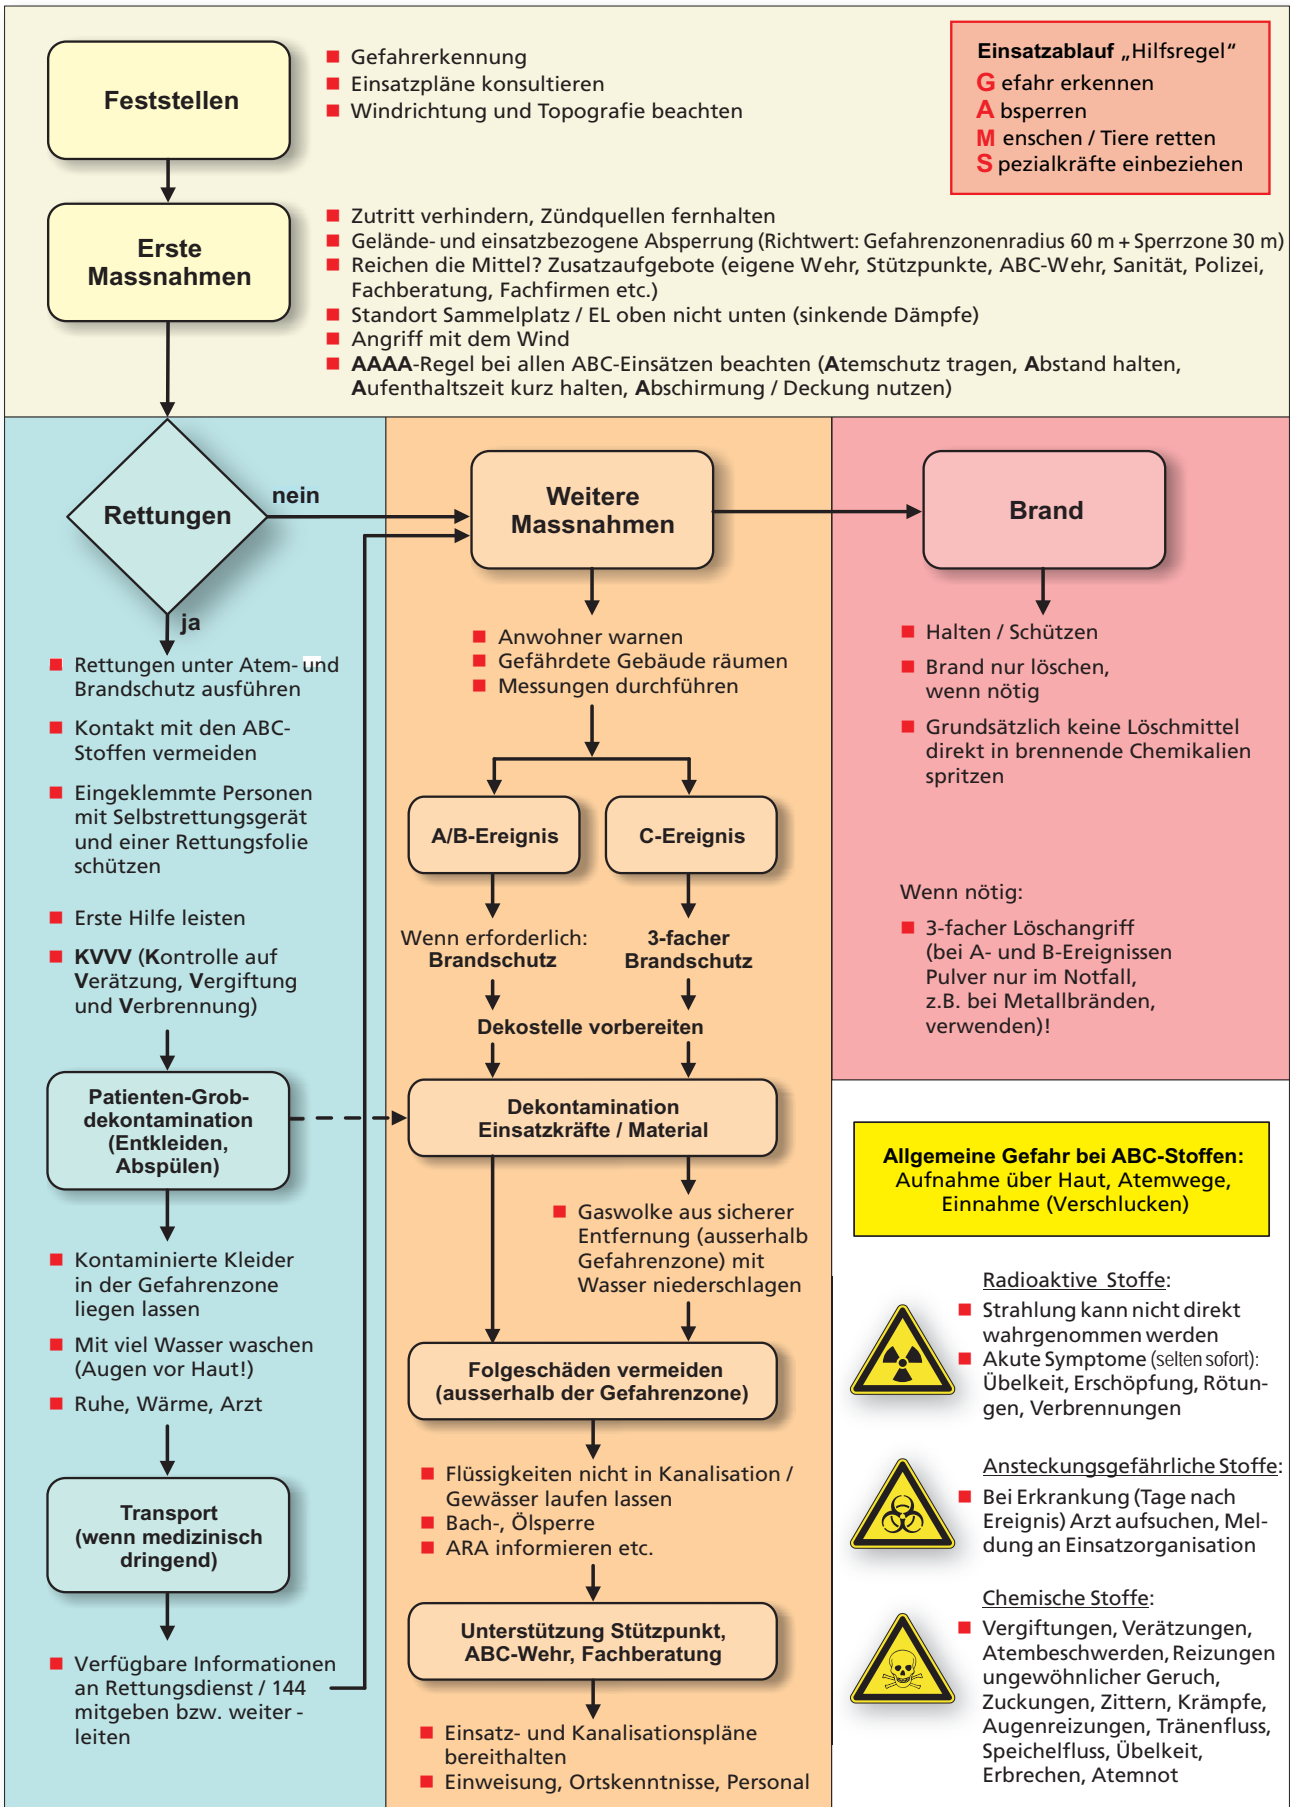 Feststellen
Gefahrerkennung
Einsatzpläne konsultieren
Windrichtung und Topografie beachten
Einsatzablauf „Hilfsregel“
G efahr erkennen
A bsperren
M enschen / Tiere retten
S pezialkräfte einbeziehen
Erste
Massnahmen
Zutritt verhindern, Zündquellen fernhalten
Gelände- und einsatzbezogene Absperrung (Richtwert: Gefahrenzonenradius 60 m + Sperrzone 30 m)
Reichen die Mittel? Zusatzaufgebote (eigene Wehr, Stützpunkte, ABC-Wehr, Sanität, Polizei,
Fachberatung, Fachfirmen etc.)
Standort Sammelplatz / EL oben nicht unten (sinkende Dämpfe)
Angriff mit dem Wind
AAAA-Regel bei allen ABC-Einsätzen beachten (Atemschutz tragen, Abstand halten,
Aufenthaltszeit kurz halten, Abschirmung / Deckung nutzen)
Rettungen
nein
ja
Rettungen unter Atem- und
Brandschutz ausführen
Kontakt mit den ABC-
Stoffen vermeiden
Eingeklemmte Personen
mit Selbstrettungsgerät
und einer Rettungsfolie
schützen
Erste Hilfe leisten
KVVV (Kontrolle auf
Verätzung, Vergiftung
und Verbrennung)
Patienten-Grob-
dekontamination
(Entkleiden,
Abspülen)
Kontaminierte Kleider
in der Gefahrenzone
liegen lassen
Mit viel Wasser waschen
(Augen vor Haut!)
Ruhe, Wärme, Arzt
Transport
(wenn medizinisch
dringend)
Verfügbare Informationen
an Rettungsdienst / 144
mitgeben bzw. weiter -
leiten
Weitere
Massnahmen
Anwohner warnen
Gefährdete Gebäude räumen
Messungen durchführen
A/B-Ereignis
C-Ereignis
Wenn erforderlich:
Brandschutz
3-facher
Brandschutz
Dekostelle vorbereiten
Dekontamination
Einsatzkräfte / Material
Gaswolke aus sicherer
Entfernung (ausserhalb
Gefahrenzone) mit
Wasser niederschlagen
Folgeschäden vermeiden
(ausserhalb der Gefahrenzone)
Flüssigkeiten nicht in Kanalisation /
Gewässer laufen lassen
Bach-, Ölsperre
ARA informieren etc.
Unterstützung Stützpunkt,
ABC-Wehr, Fachberatung
Einsatz- und Kanalisationspläne
bereithalten
Einweisung, Ortskenntnisse, Personal
Brand
Halten / Schützen
Brand nur löschen,
wenn nötig
Grundsätzlich keine Löschmittel
direkt in brennende Chemikalien
spritzen
Wenn nötig:
3-facher Löschangriff
(bei A- und B-Ereignissen
Pulver nur im Notfall,
z.B. bei Metallbränden,
verwenden)!
Allgemeine Gefahr bei ABC-Stoffen:
Aufnahme über Haut, Atemwege,
Einnahme (Verschlucken)
Radioaktive Stoffe:
Strahlung kann nicht direkt
wahrgenommen werden
Akute Symptome (selten sofort):
Übelkeit, Erschöpfung, Rötun-
gen, Verbrennungen
Ansteckungsgefährliche Stoffe:
Bei Erkrankung (Tage nach
Ereignis) Arzt aufsuchen, Mel-
dung an Einsatzorganisation
Chemische Stoffe:
Vergiftungen, Verätzungen,
Atembeschwerden, Reizungen
ungewöhnlicher Geruch,
Zuckungen, Zittern, Krämpfe,
Augenreizungen, Tränenfluss,
Speichelfluss, Übelkeit,
Erbrechen, Atemnot